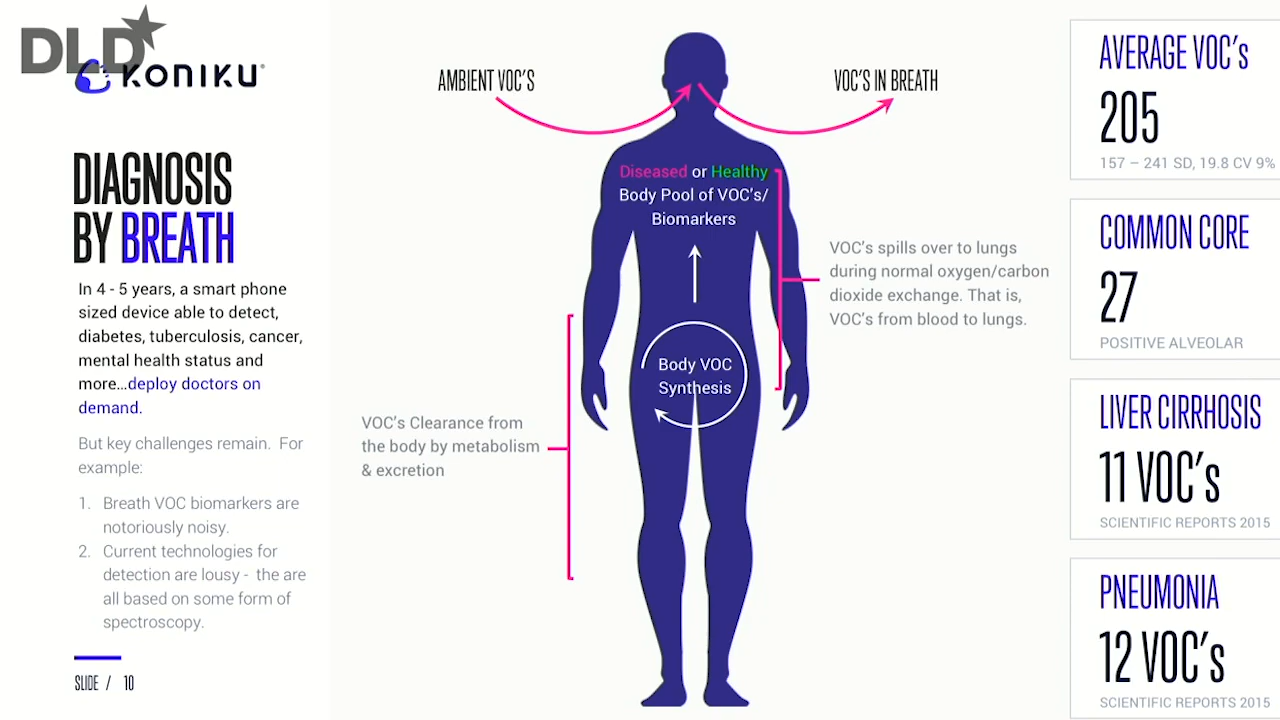 DLD
KONIKU
DIAGNOSIS
BY BREATH
In 4 - 5 years, a smart phone
sized device able to detect,
diabetes, tuberculosis, cancer,
mental health status and
more...deploy doctors on
demand.
But key challenges remain. For
example:
1. Breath VOC biomarkers are
notoriously noisy.
2. Current technologies for
detection are lousy - the are
all based on some form of
spectroscopy.
SLIDE / 10
AMBIENT VOC'S
VOC'S IN BREATH
Diseased or Healthy
Body Pool of VOC's/
Biomarkers
Body VOC
Synthesis
VOC's spills over to lungs
during normal oxygen/carbon
dioxide exchange. That is,
VOC's from blood to lungs.
VOC's Clearance from
the body by metabolism
& excretion
AVERAGE VOC's
205
157 – 241 SD, 19.8 CV 9%
COMMON CORE
27
POSITIVE ALVEOLAR
LIVER CIRRHOSIS
11 VOC's
SCIENTIFIC REPORTS 2015
PNEUMONIA
12 VOC's
SCIENTIFIC REPORTS 2015